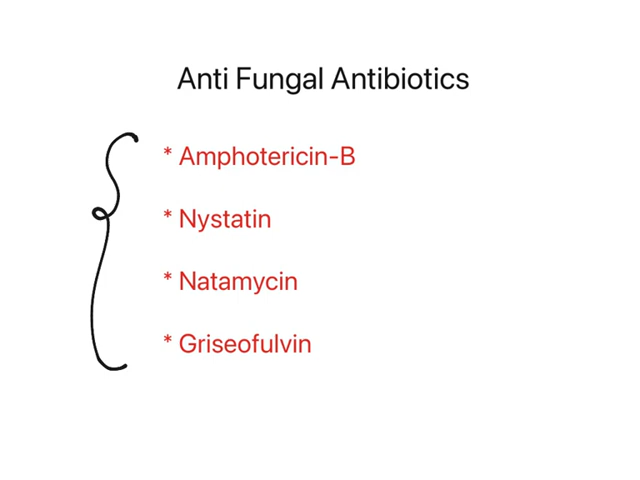 Anti Fungal Antibiotics
* Amphotericin-B
* Nystatin
* Natamycin
* Griseofulvin